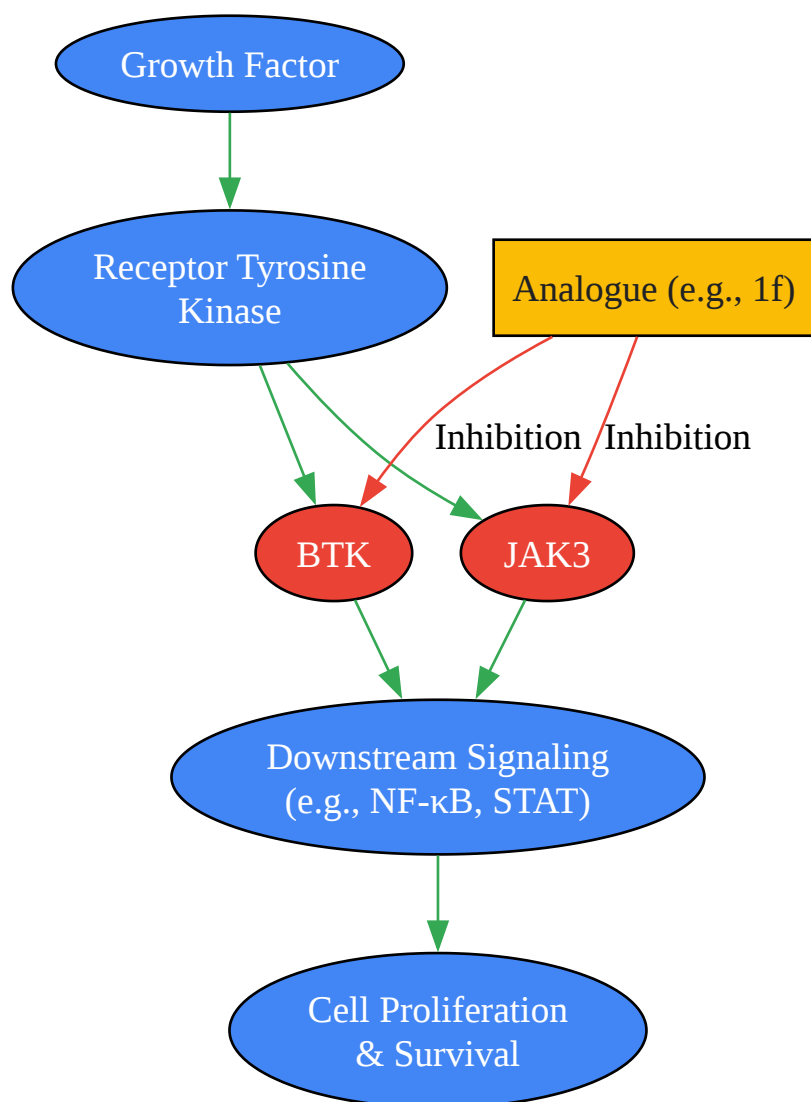 Growth Factor
Receptor Tyrosine
Kinase
Analogue (e.g., 1f)
Inhibition
Inhibition
BTK
JAK3
Downstream Signaling
(e.g., NF-κB, STAT)
Cell Proliferation
& Survival